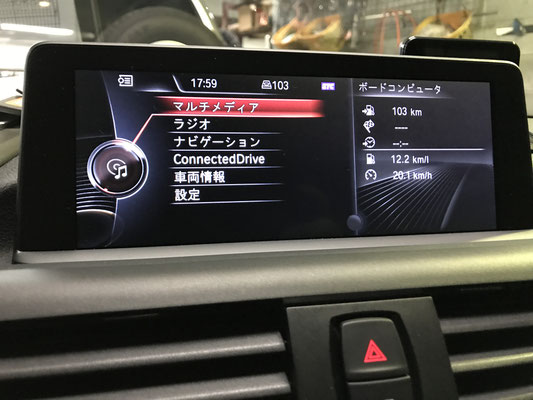 17:59
103
ボードコンピュータ
マルチメディア
ラジオ
ナビゲーション
ConnectedDrive
車両情報
設定
103 km
----
--:--
12.2 km/l
20.1 km/h